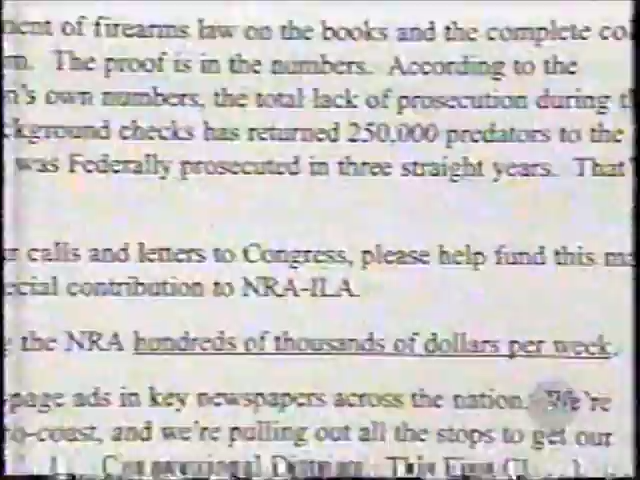 ment of firearms law on the books and the complete col
m. The proof is in the numbers. According to the
n's own numbers, the total lack of prosecution during t
ckground checks has returned 250,000 predators to the
was Federally prosecuted in three straight years. That'
r calls and letters to Congress, please help fund this ma
ecial contribution to NRA-ILA.
the NRA hundreds of thousands of dollars per week.
-page ads in key newspapers across the nation. We're
o-coast, and we're pulling out all the stops to get our